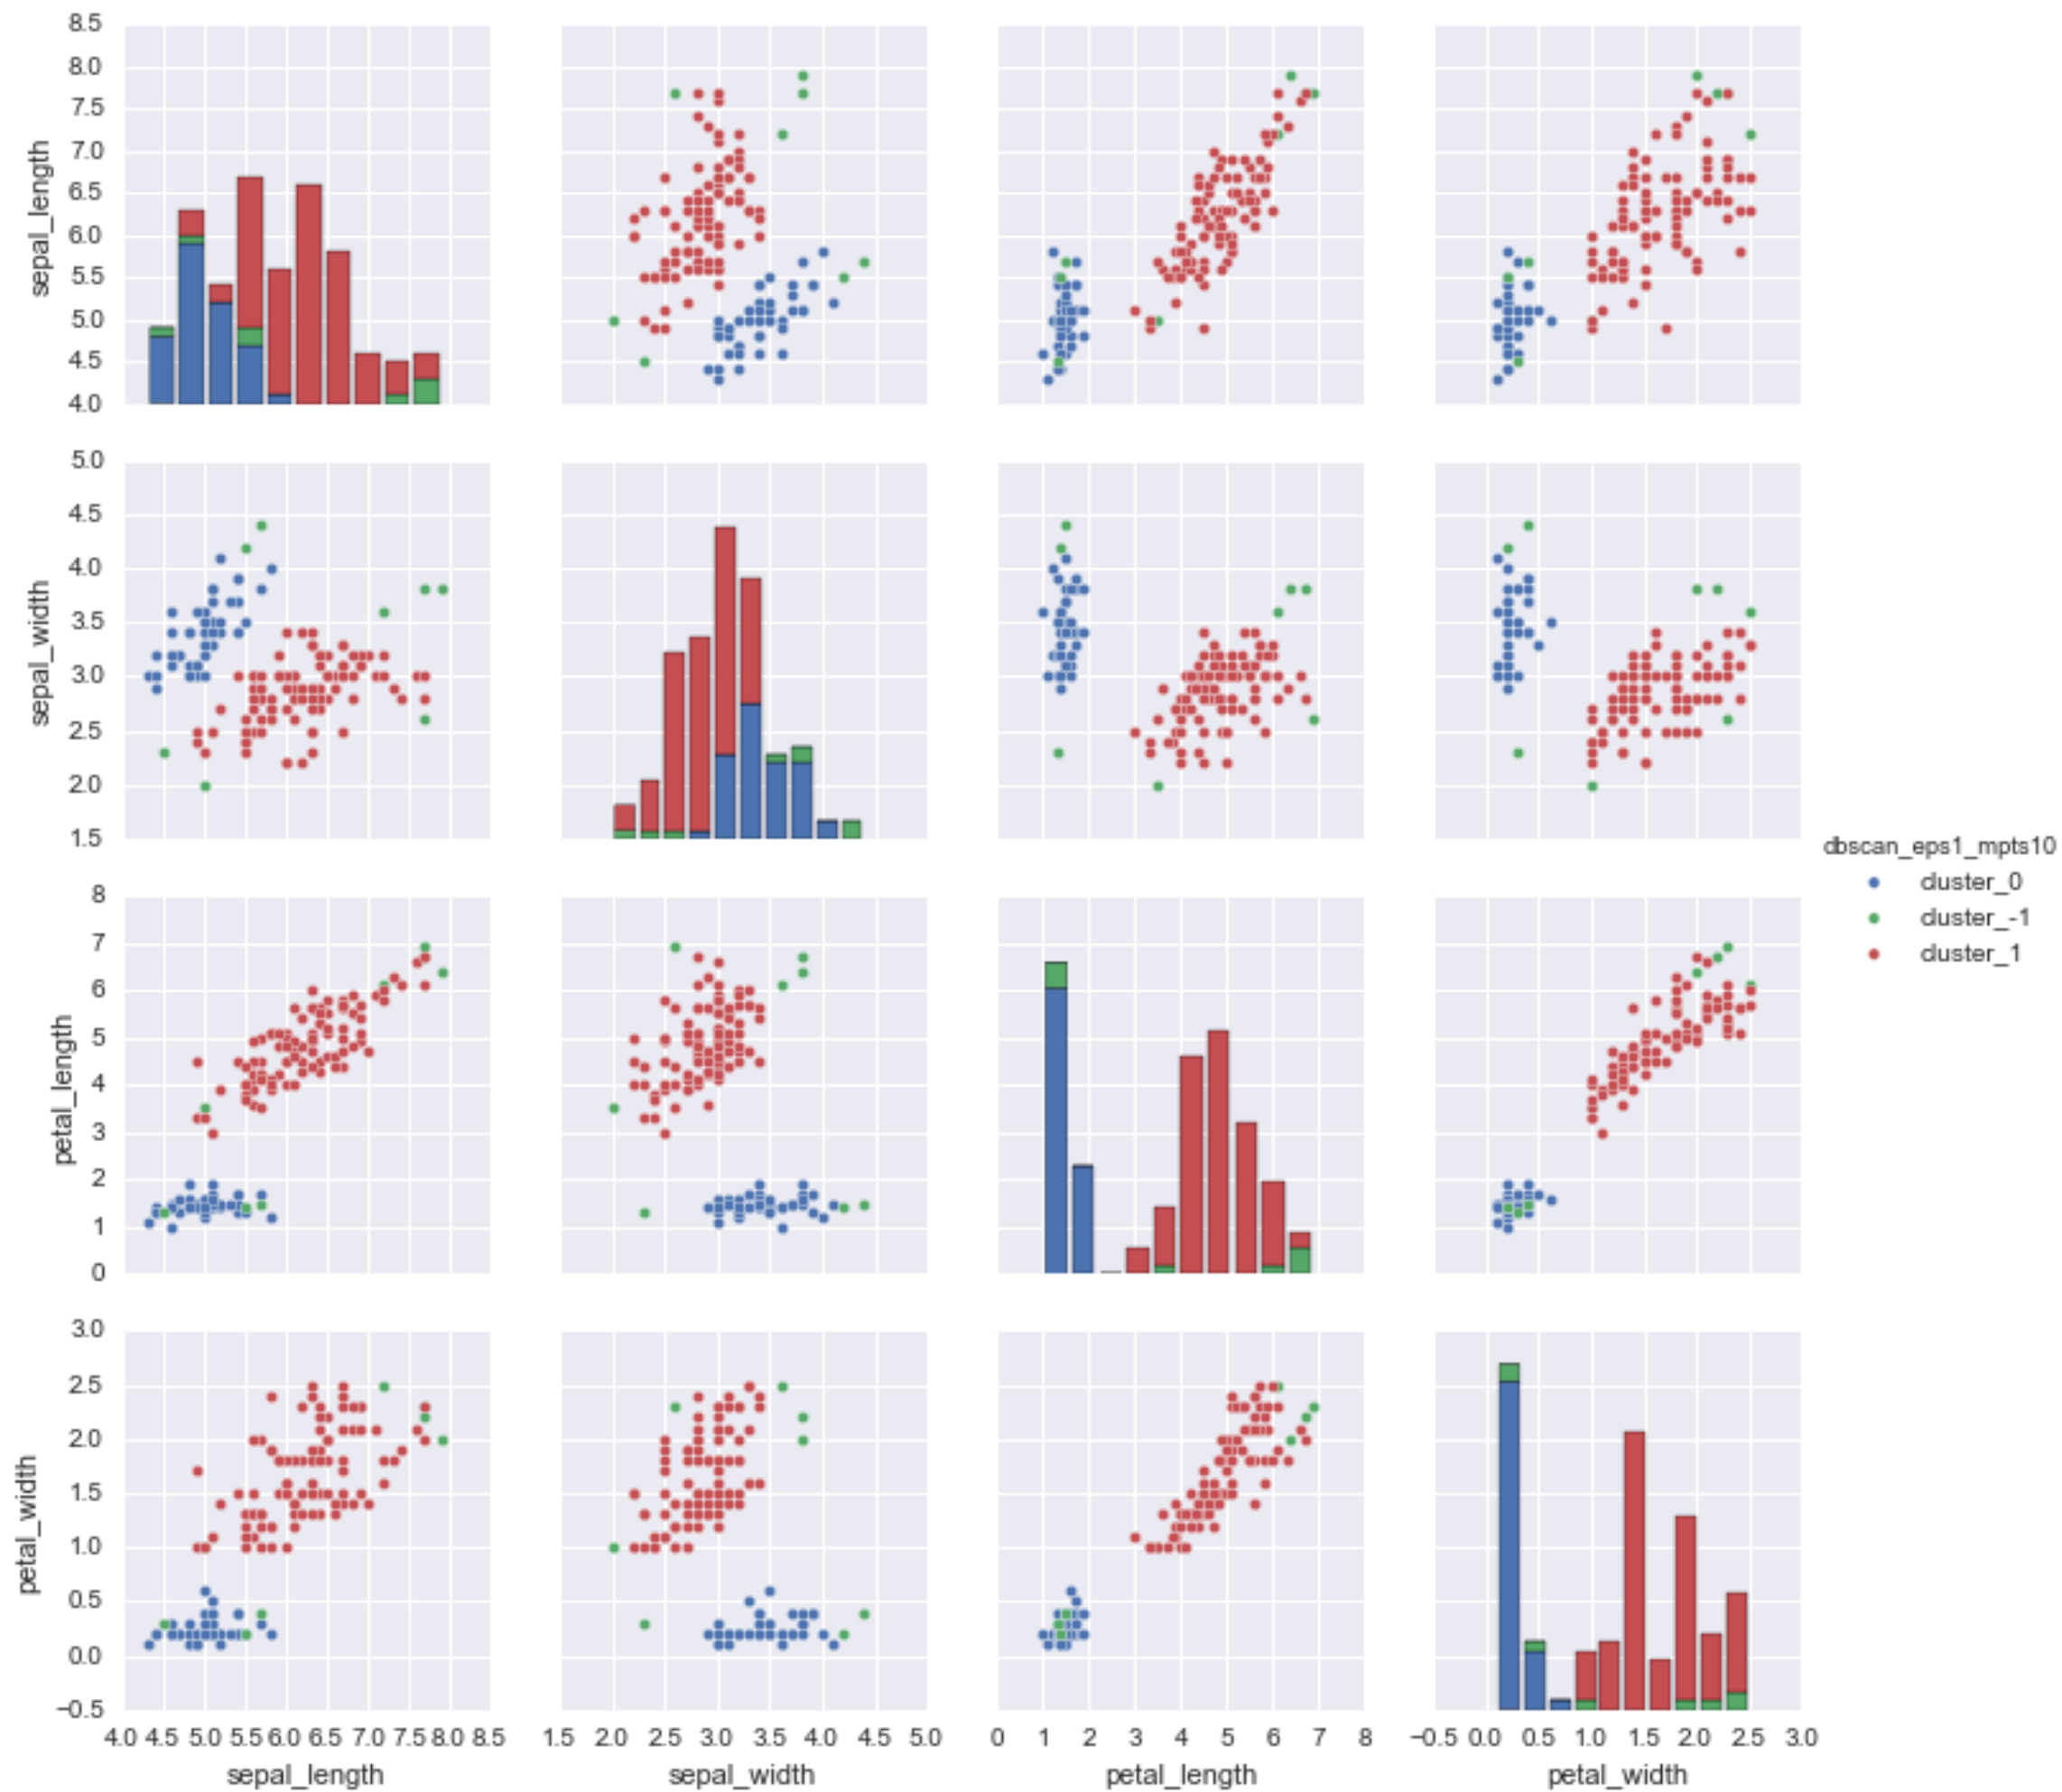 8.5
8.0
7.5
7.0
6.5
6.0
5.5
5.0
4.5
4.0
sepal_length
5.0
4.5
4.0
3.5
3.0
2.5
2.0
1.5
sepal_width
8
7
6
5
4
3
2
1
0
petal_length
3.0
2.5
2.0
1.5
1.0
0.5
0.0
−0.5
petal_width
4.0 4.5 5.0 5.5 6.0 6.5 7.0 7.5 8.0 8.5
sepal_length
1.5 2.0 2.5 3.0 3.5 4.0 4.5 5.0
sepal_width
0 1 2 3 4 5 6 7 8
petal_length
−0.5 0.0 0.5 1.0 1.5 2.0 2.5 3.0
petal_width
dbscan_eps1_mpts10
cluster_0
cluster_-1
cluster_1